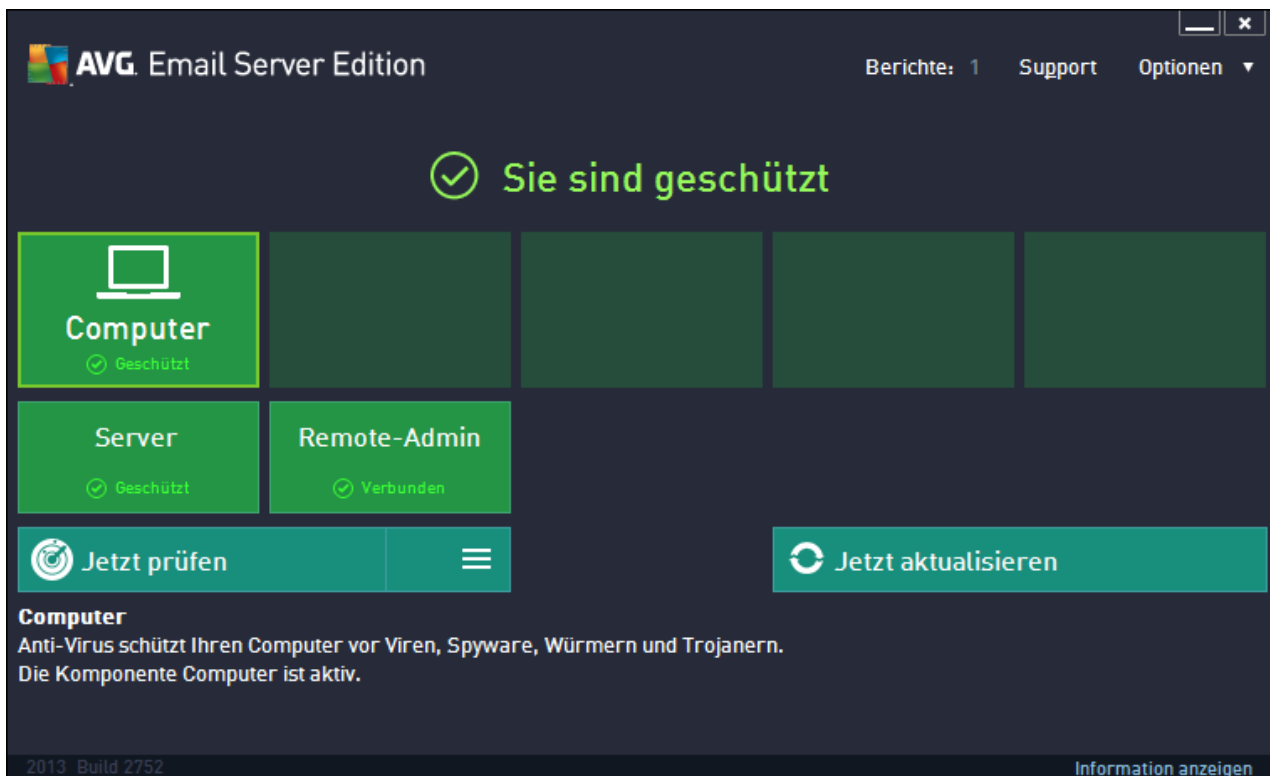 AVG. Email Server Edition
Berichte: 1 Support Optionen
Sie sind geschützt
Computer
Geschützt
Server
Geschützt
Remote-Admin
Verbunden
Jetzt prüfen
Jetzt aktualisieren
Computer
Anti-Virus schützt Ihren Computer vor Viren, Spyware, Würmern und Trojanern.
Die Komponente Computer ist aktiv.
2013 Build 2752
Information anzeigen